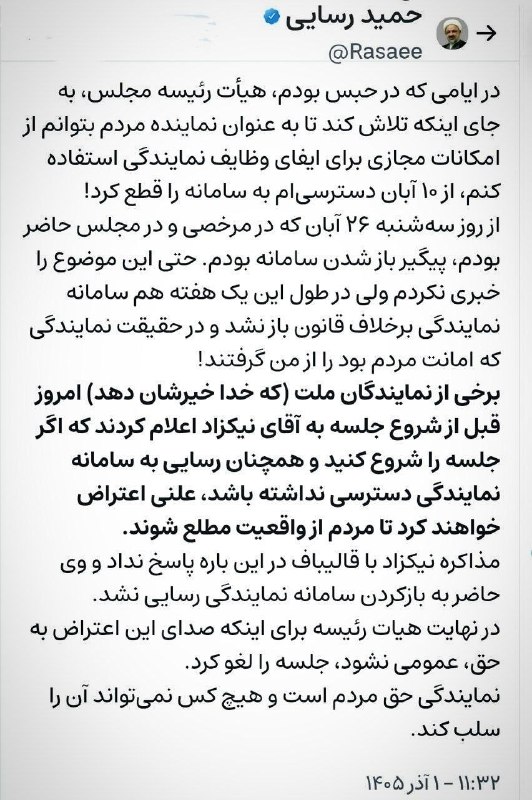 حمید رسایی
@Rasaee
در ایامی که در حبس بودم، هیأت رئیسه مجلس، به
جای اینکه تلاش کند تا به عنوان نماینده مردم بتوانم از
امکانات مجازی برای ایفای وظایف نمایندگی استفاده
کنم، از ۱۰ آبان دسترسی‌ام به سامانه را قطع کرد!
از روز سه‌شنبه ۲۶ آبان که در مرخصی و در مجلس حاضر
بودم، پیگیر باز شدن سامانه بودم. حتی این موضوع را
خبری نکردم ولی در طول این یک هفته هم سامانه
نمایندگی برخلاف قانون باز نشد و در حقیقت نمایندگی
که امانت مردم بود را از من گرفتند!
برخی از نمایندگان ملت (که خدا خیرشان دهد) امروز
قبل از شروع جلسه به آقای نیکزاد اعلام کردند که اگر
جلسه را شروع کنید و همچنان رسایی به سامانه
نمایندگی دسترسی نداشته باشد، علنی اعتراض
خواهند کرد تا مردم از واقعیت مطلع شوند.
مذاکره نیکزاد با قالیباف در این باره پاسخ نداد و وی
حاضر به بازکردن سامانه نمایندگی رسایی نشد.
در نهایت هیات رئیسه برای اینکه صدای این اعتراض به
حق، عمومی نشود، جلسه را لغو کرد.
نمایندگی حق مردم است و هیچ کس نمی‌تواند آن را
سلب کند.
۱۱:۳۲ - ۱ آذر ۱۴۰۵